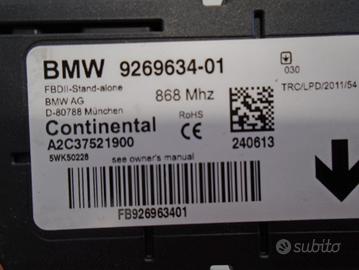 BMW 9269634-01
030
FBDII-Stand-alone
BMW AG
D-80787 München
868 Mhz
TRC/LPD/2011/54
Continental
RoHS
CE
A2C37521900
5WK50228
see owner's manual
240613
FB926963401
subito